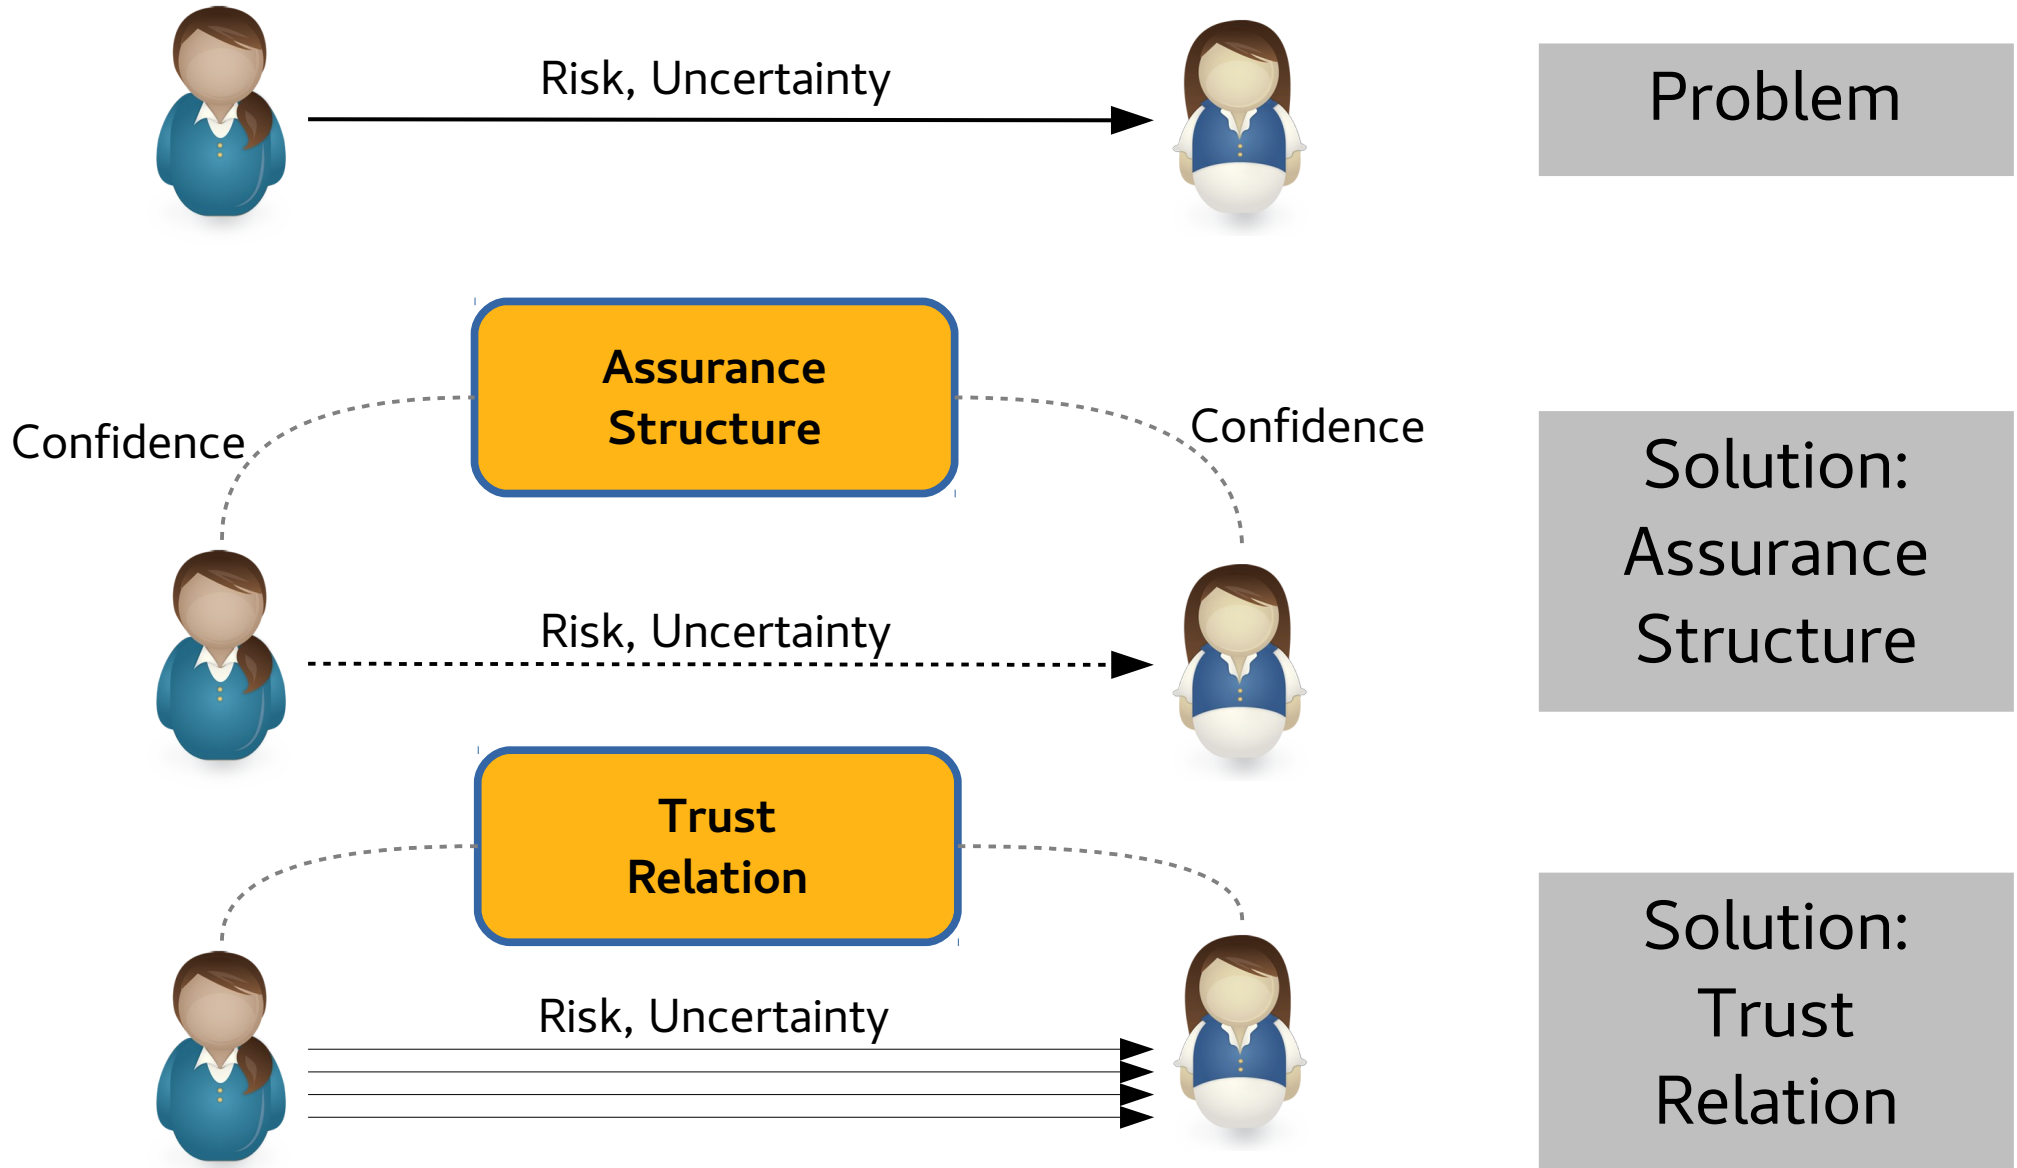 Risk, Uncertainty
Problem
Assurance
Structure
Confidence
Confidence
Risk, Uncertainty
Solution:
Assurance
Structure
Trust
Relation
Risk, Uncertainty
Solution:
Trust
Relation